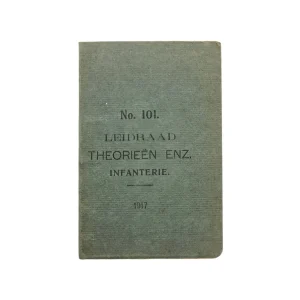 No. 101.
LEIDRAAD
THEORIEËN ENZ.
INFANTERIE.
1917